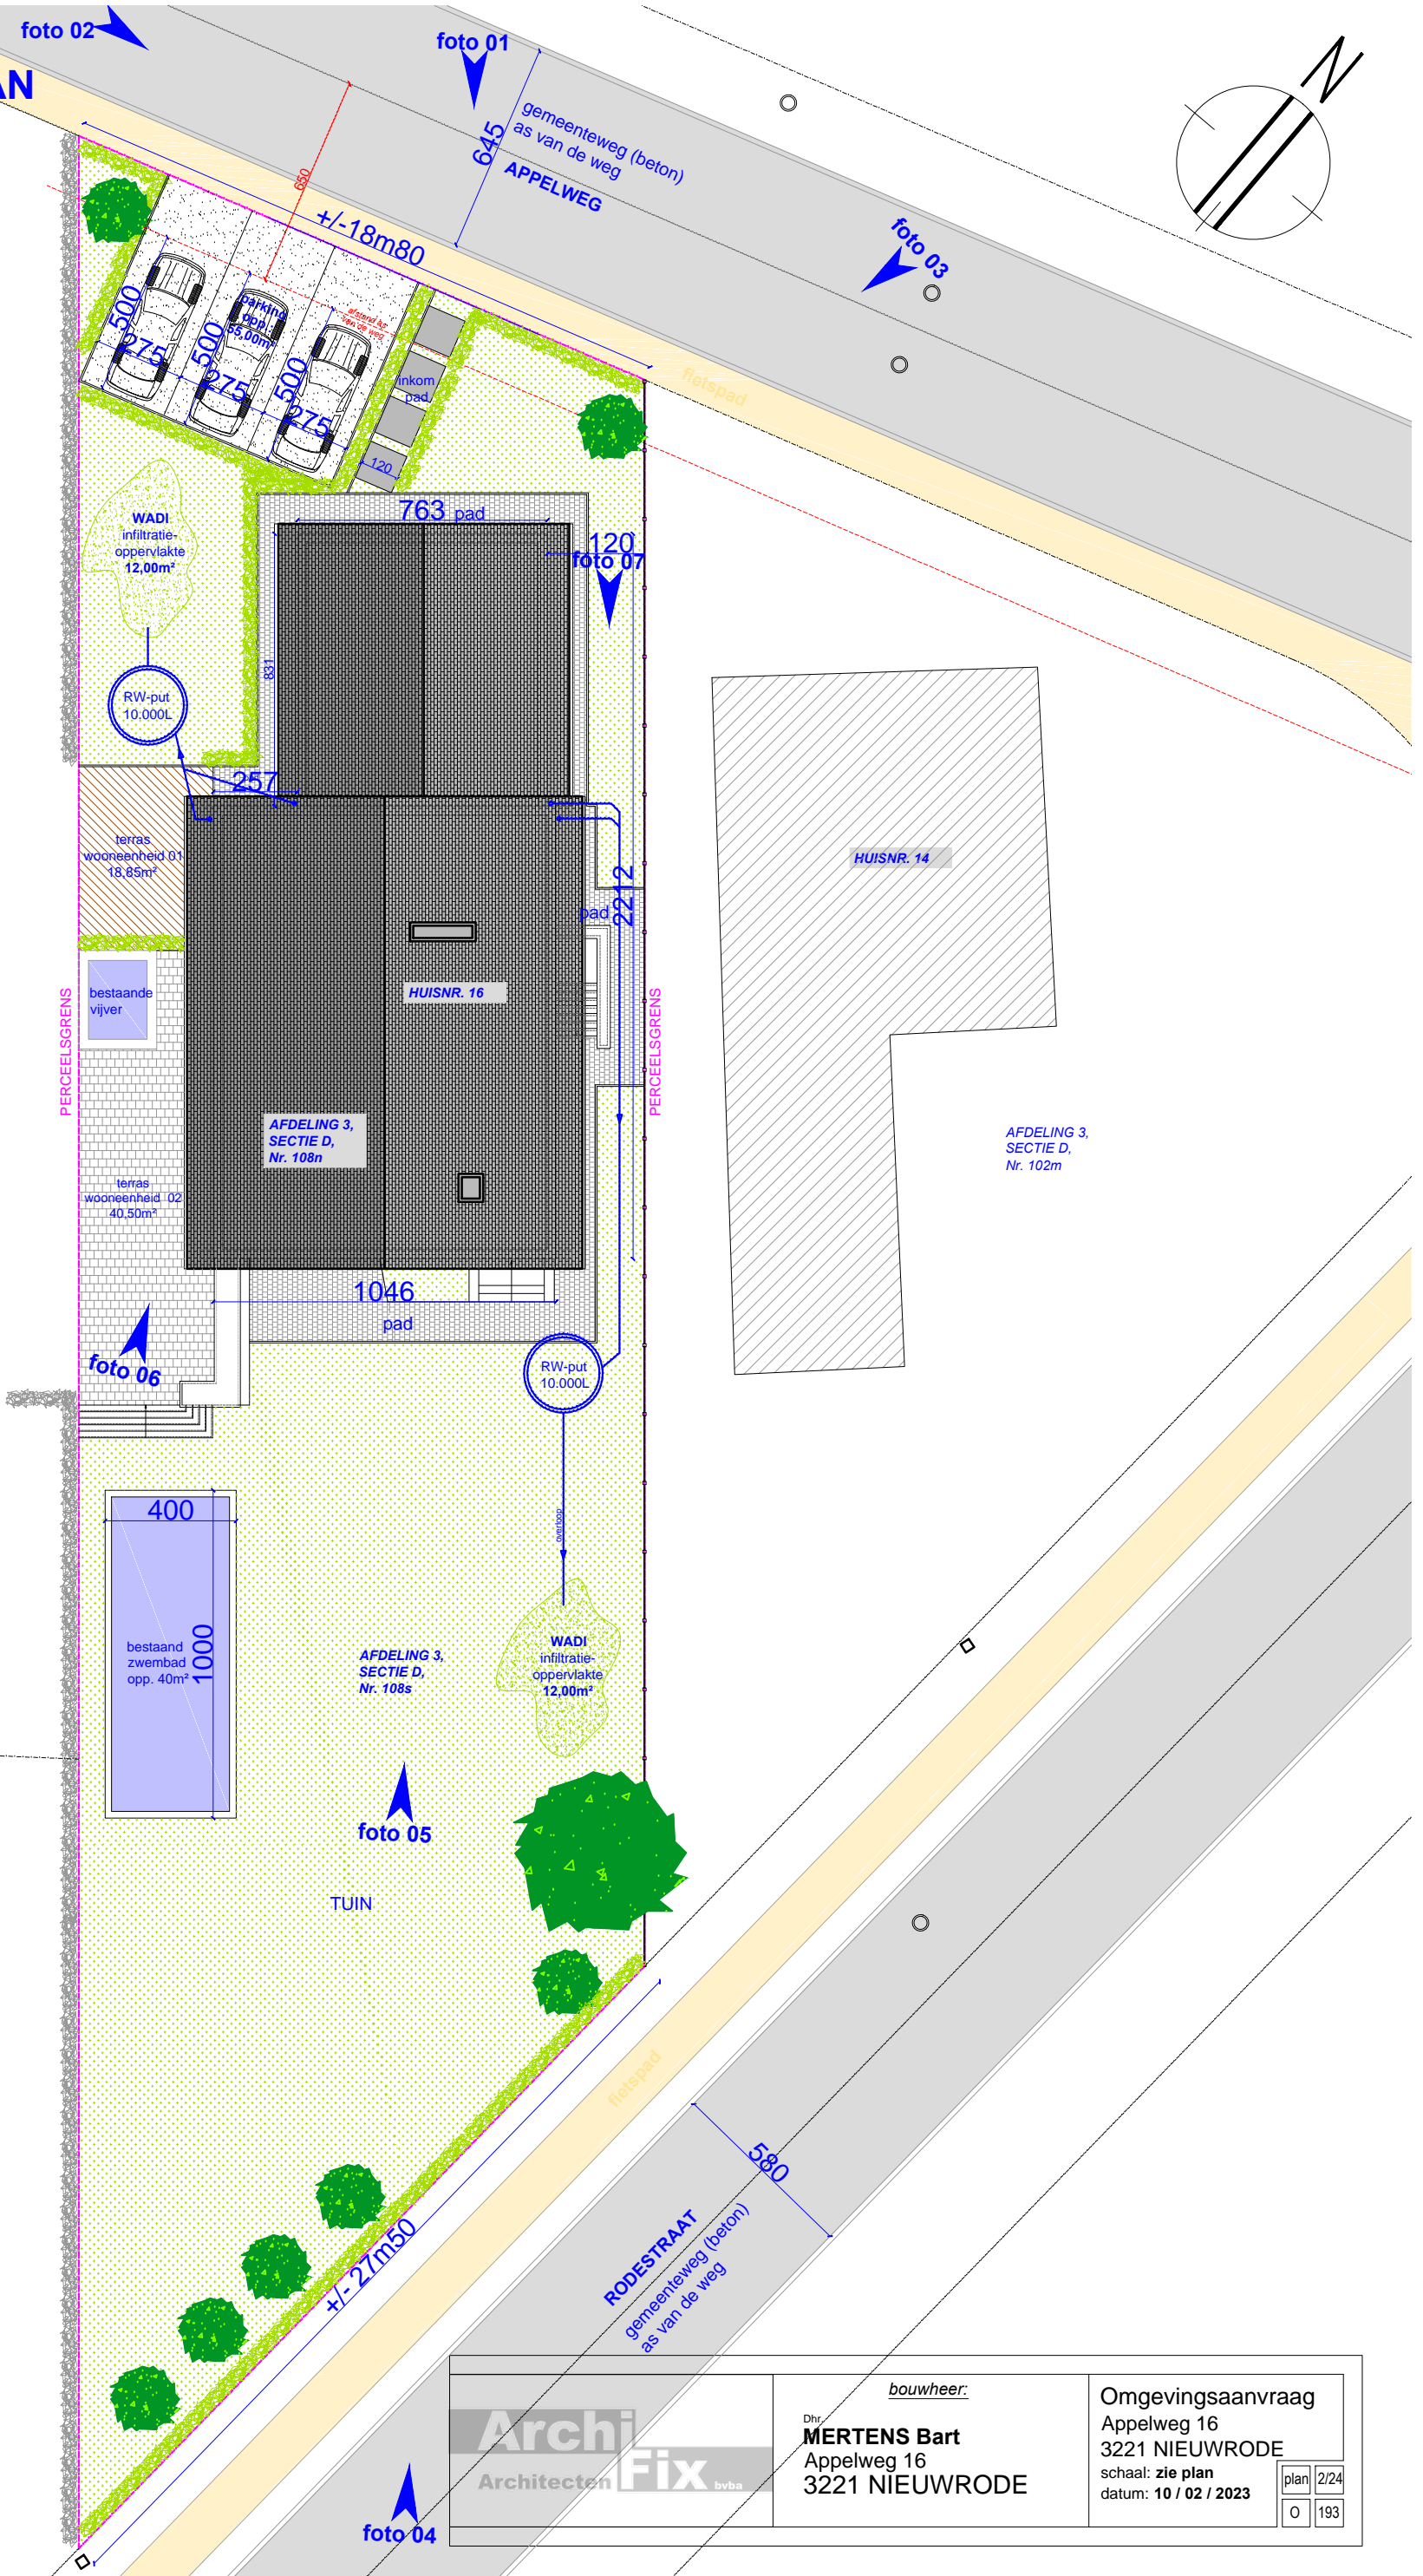 foto 02
foto 01
AN
N
645
gemeenteweg (beton)
as van de weg
APPELWEG
650
+/-18m80
foto 03
500
275
500
275
500
275
parking
opp :
55,00m²
afstand as
van de weg
inkom
pad
120
fietspad
WADI
infiltratie-
oppervlakte
12,00m²
763 pad
120
foto 07
831
RW-put
10.000L
257
terras
wooneenheid 01
18,85m²
HUISNR. 14
2212
pad
bestaande
vijver
HUISNR. 16
PERCEELSGRENS
PERCEELSGRENS
AFDELING 3,
SECTIE D,
Nr. 108n
AFDELING 3,
SECTIE D,
Nr. 102m
terras
wooneenheid 02
40,50m²
1046
pad
foto 06
RW-put
10.000L
400
overloop
1000
bestaand
zwembad
opp. 40m²
AFDELING 3,
SECTIE D,
Nr. 108s
WADI
infiltratie-
oppervlakte
12,00m²
foto 05
TUIN
fietspad
580
+/- 27m50
RODESTRAAT
gemeenteweg (beton)
as van de weg
foto 04
Archi
Architecten Fix bvba
bouwheer:
Dhr.
MERTENS Bart
Appelweg 16
3221 NIEUWRODE
Omgevingsaanvraag
Appelweg 16
3221 NIEUWRODE
schaal: zie plan
datum: 10 / 02 / 2023
plan 2/24
O 193